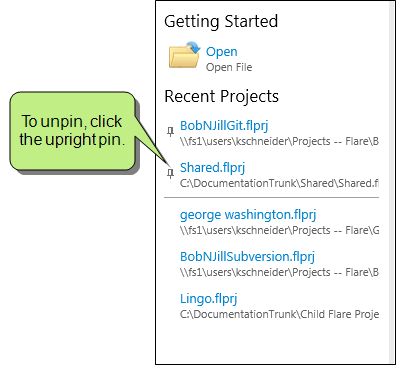 Getting Started
Open
Open File
Recent Projects
BobNJillGit.flprj
\\fs1\users\kschneider\Projects -- Flare\B
To unpin, click
the upright pin.
Shared.flprj
C:\DocumentationTrunk\Shared\Shared.fl
george washington.flprj
\\fs1\users\kschneider\Projects -- Flare\G
BobNJillSubversion.flprj
\\fs1\users\kschneider\Projects -- Flare\B
Lingo.flprj
C:\DocumentationTrunk\Child Flare Proje